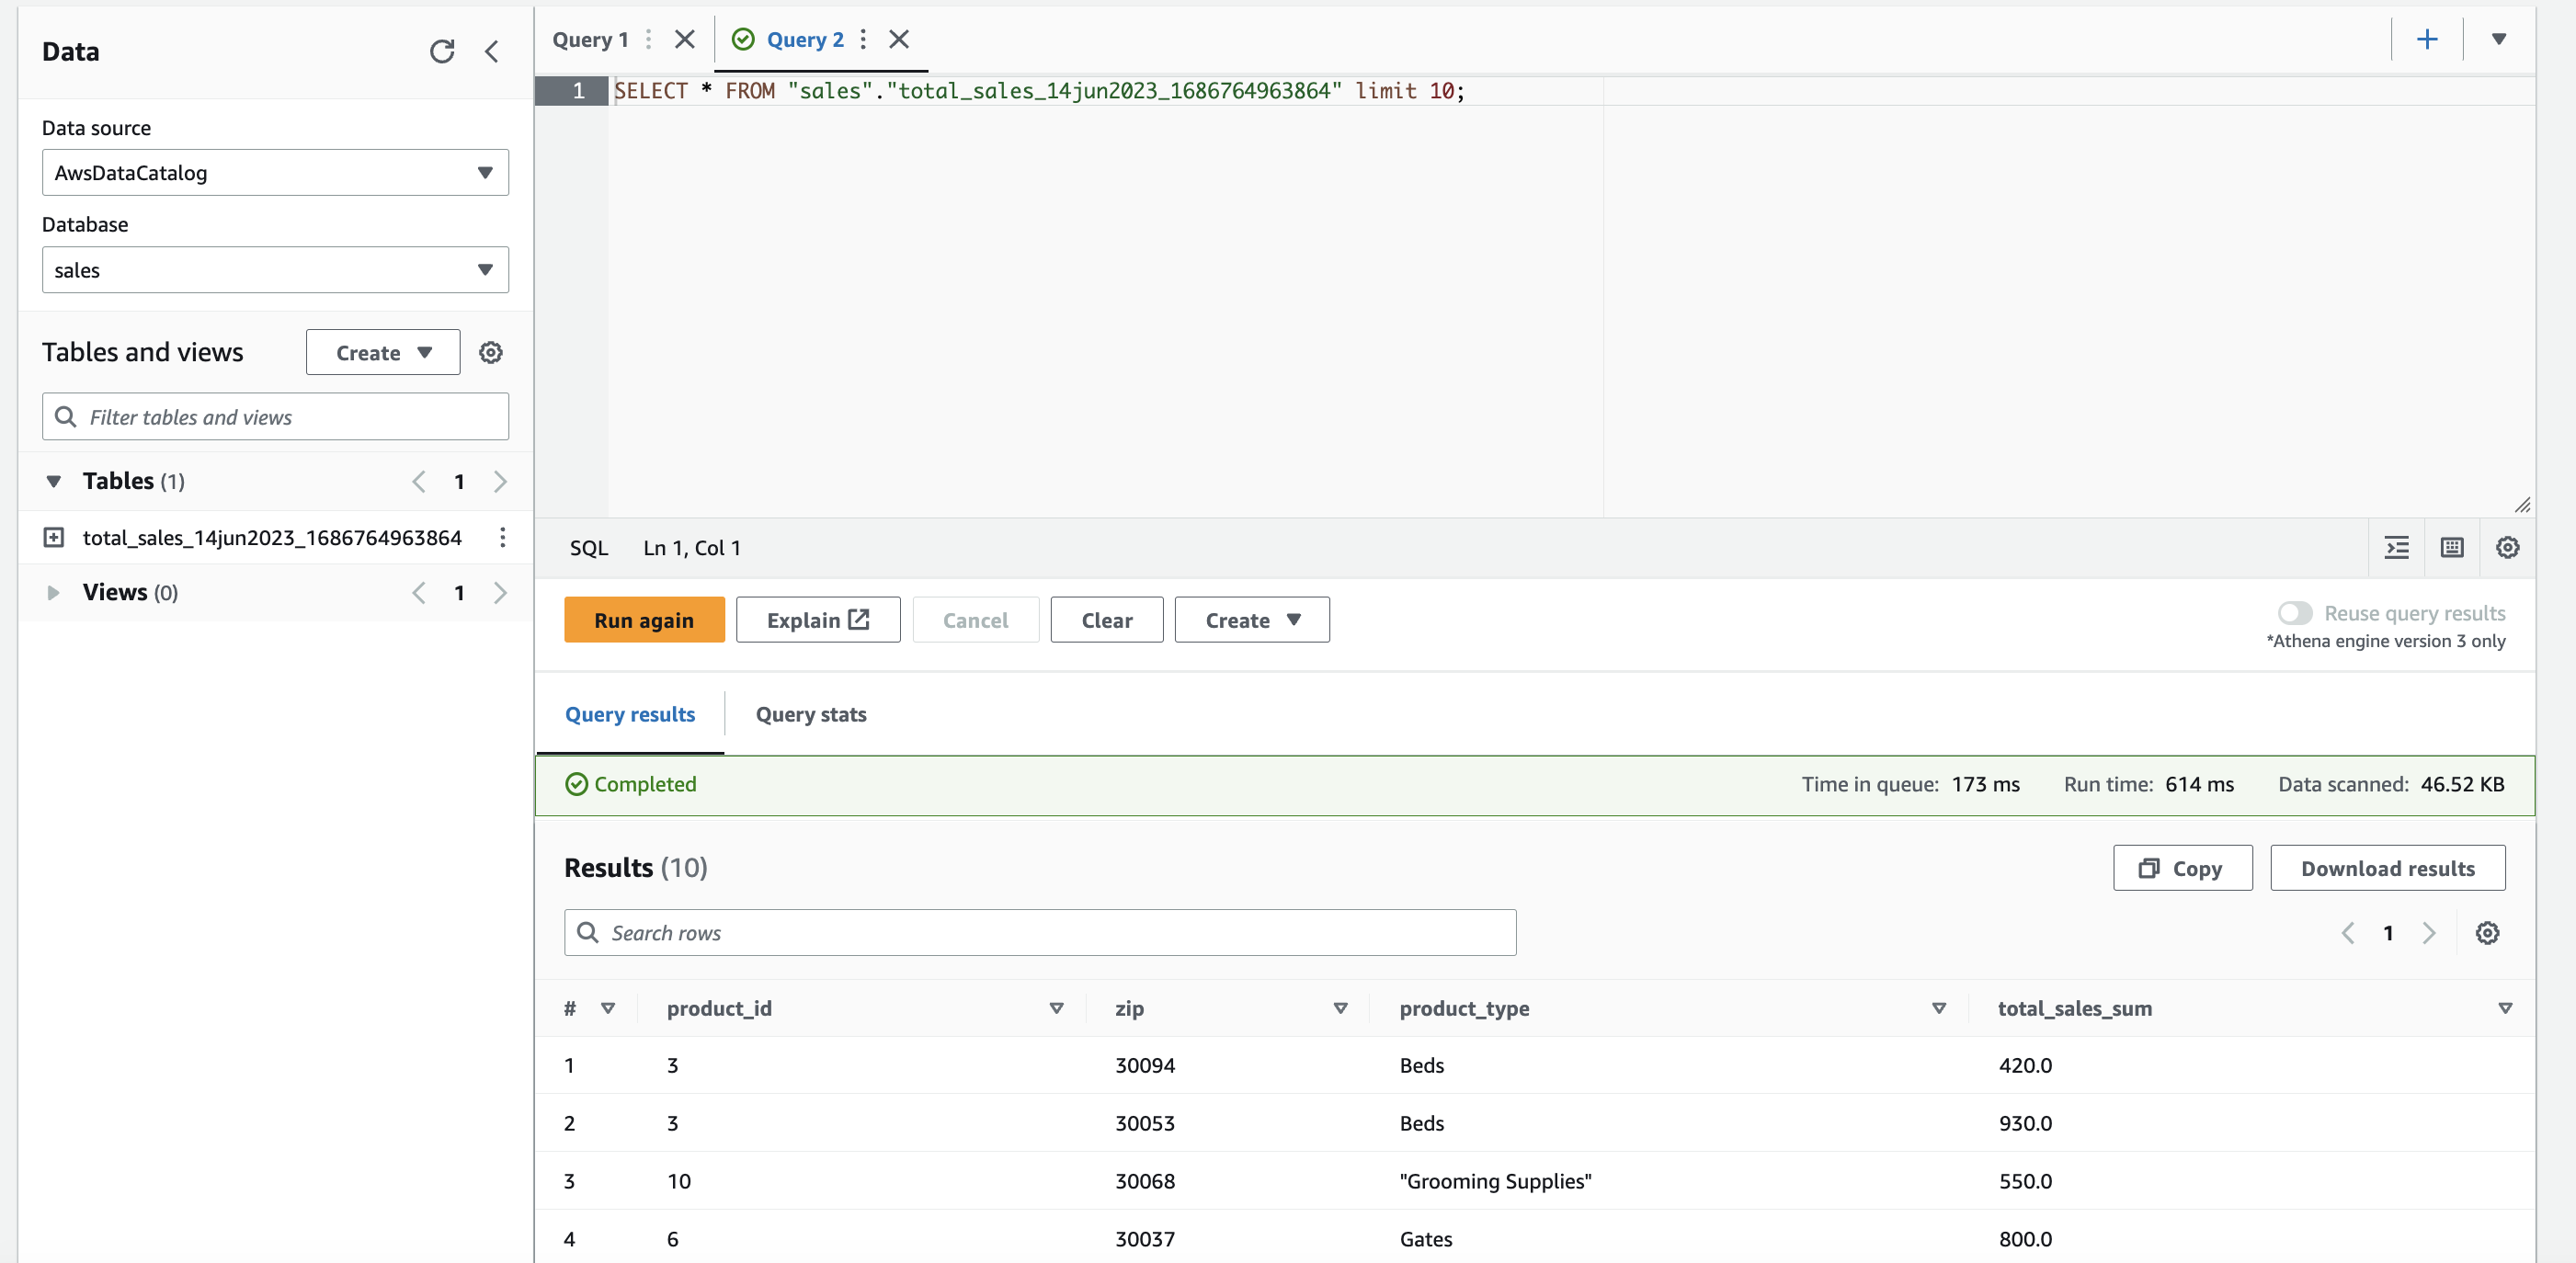 Data
Data source
AwsDataCatalog
Database
sales
Tables and views
Create
Filter tables and views
Tables (1)
1
total_sales_14jun2023_1686764963864
Views (0)
1
Query 1
Query 2
1
SELECT * FROM "sales"."total_sales_14jun2023_1686764963864" limit 10;
SQL Ln 1, Col 1
Run again Explain Cancel Clear Create
Reuse query results
*Athena engine version 3 only
Query results Query stats
Completed Time in queue: 173 ms Run time: 614 ms Data scanned: 46.52 KB
Results (10)
Copy Download results
Search rows
1
# product_id zip product_type total_sales_sum
1 3 30094 Beds 420.0
2 3 30053 Beds 930.0
3 10 30068 "Grooming Supplies" 550.0
4 6 30037 Gates 800.0